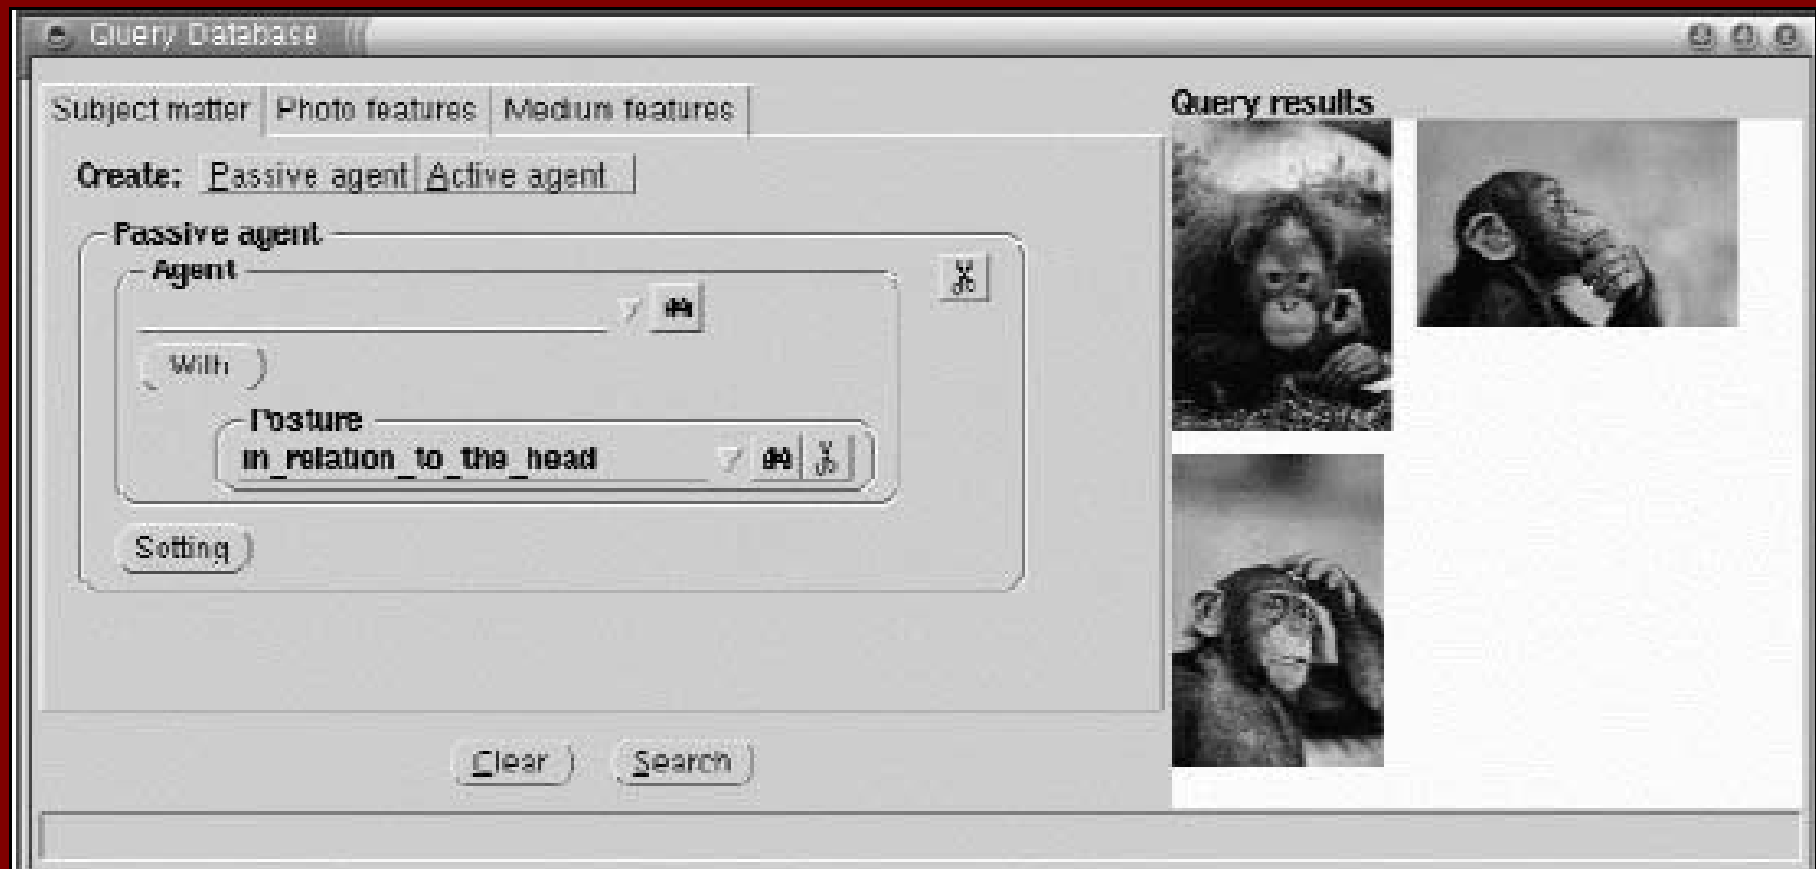 Query Database
Subject matter Photo features Medium features
Query results
Create: Passive agent Active agent
Passive agent
Agent
With
Posture
in_relation_to_the_head
Setting
Clear Search